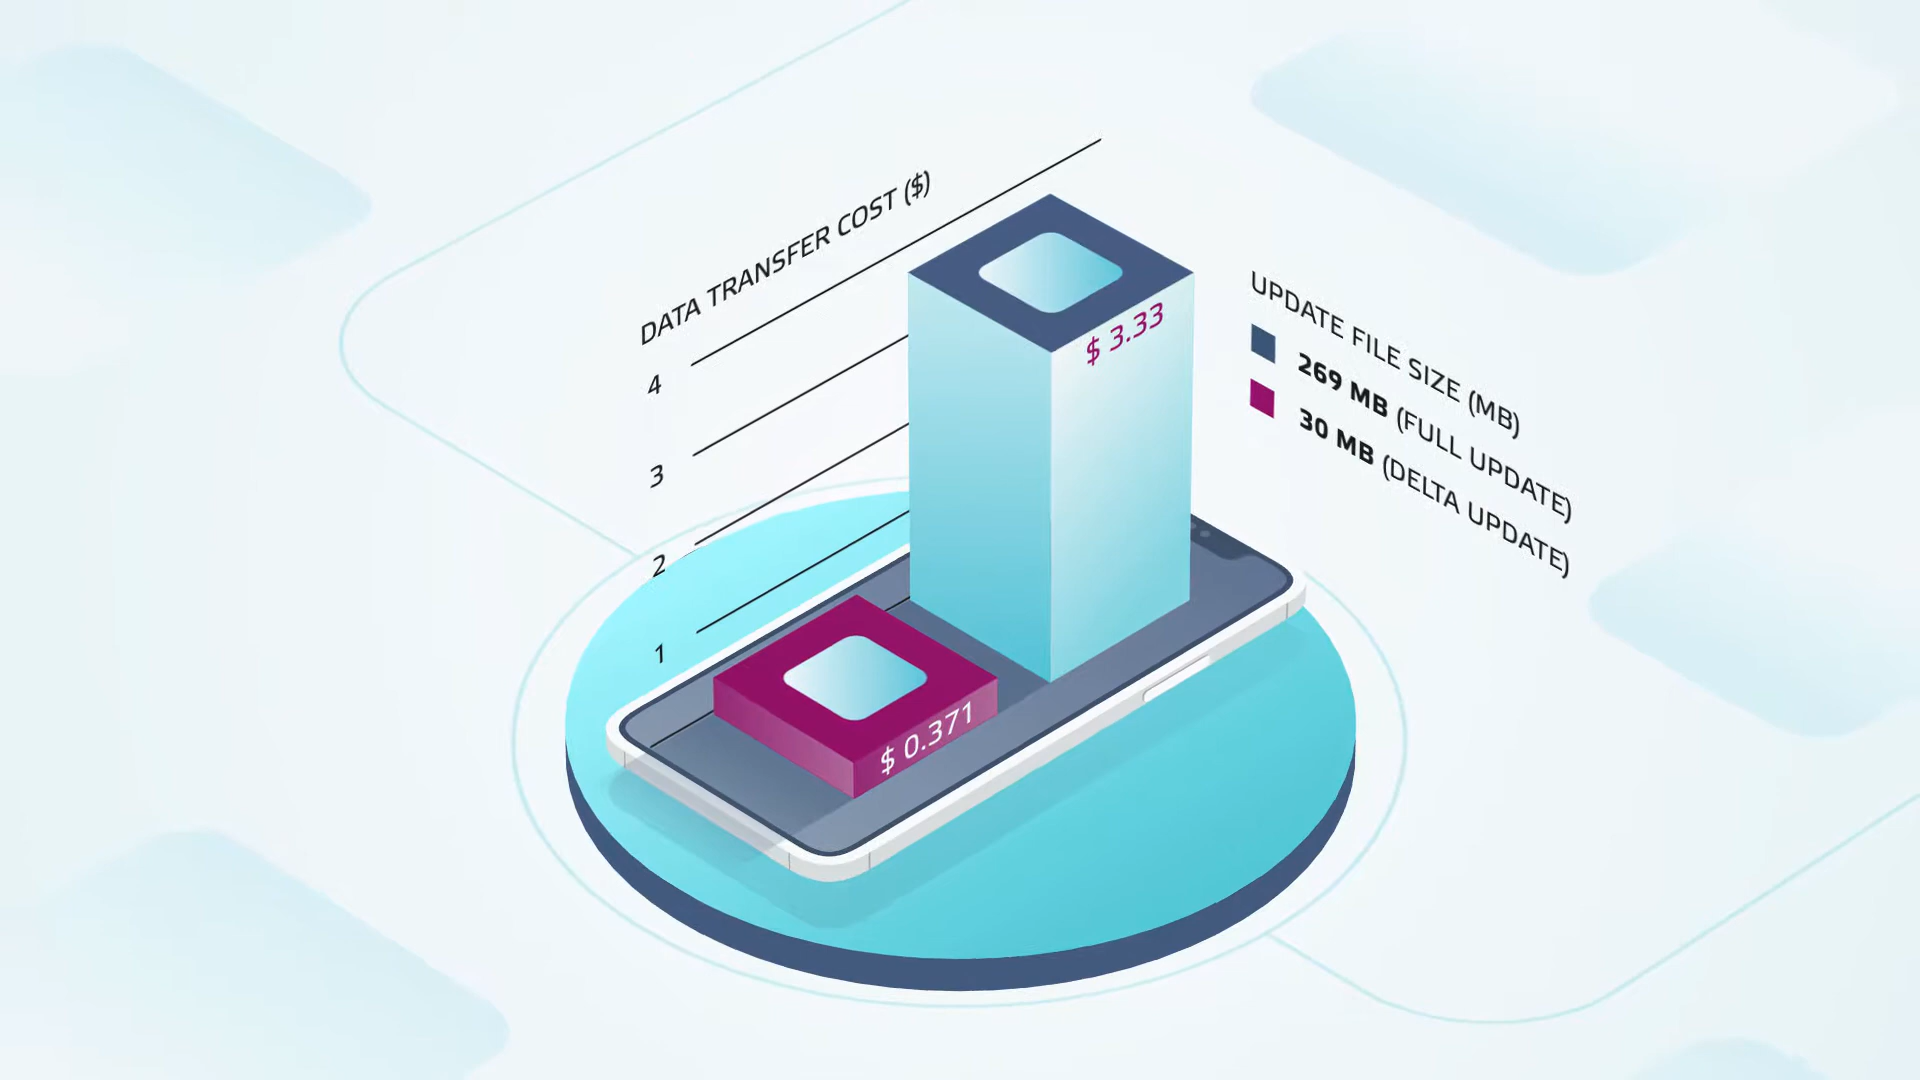 DATA TRANSFER COST ($)
4
3
2
1
$ 3.33
$ 0.371
UPDATE FILE SIZE (MB)
269 MB (FULL UPDATE)
30 MB (DELTA UPDATE)